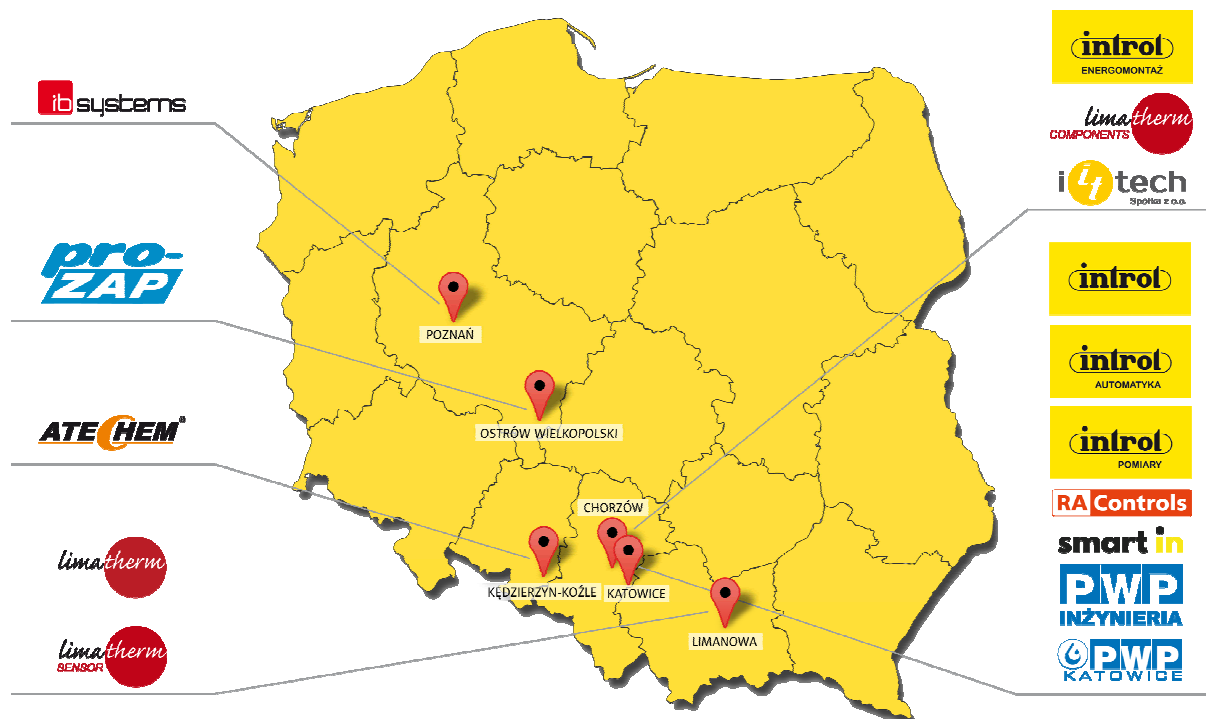 ib systems
pro-
ZAP
ATECHEM®
limatherm
limatherm
SENSOR
POZNAŃ
OSTRÓW WIELKOPOLSKI
CHORZÓW
KĘDZIERZYN-KOŹLE
KATOWICE
LIMANOWA
introl
ENERGOMONTAŻ
limatherm
COMPONENTS
i4tech
Spółka z o.o.
introl
introl
AUTOMATYKA
introl
POMIARY
RA Controls
smart in
PWP
INŻYNIERIA
PWP
KATOWICE